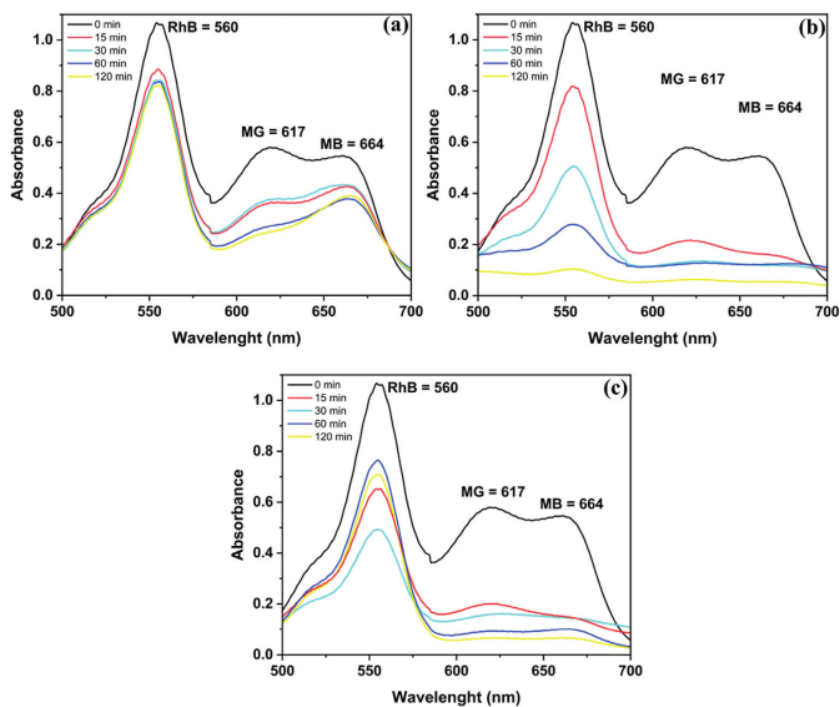 (a)
0 min
15 min
30 min
60 min
120 min
RhB = 560
MG = 617
MB = 664
1.0
0.8
0.6
0.4
0.2
0.0
Absorbance
500 550 600 650 700
Wavelenght (nm)
(b)
0 min
15 min
30 min
60 min
120 min
RhB = 560
MG = 617
MB = 664
1.0
0.8
0.6
0.4
0.2
0.0
Absorbance
500 550 600 650 700
Wavelenght (nm)
(c)
0 min
15 min
30 min
60 min
120 min
RhB = 560
MG = 617
MB = 664
1.0
0.8
0.6
0.4
0.2
0.0
Absorbance
500 550 600 650 700
Wavelenght (nm)